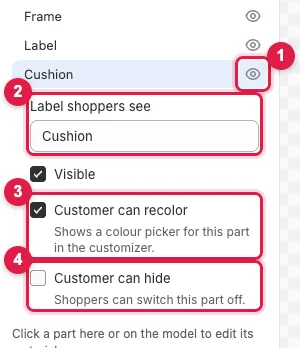 Frame
Label
Cushion
1
2
Label shoppers see
Cushion
Visible
3
Customer can recolor
Shows a colour picker for this part
in the customizer.
4
Customer can hide
Shoppers can switch this part off.
Click a part here or on the model to edit its